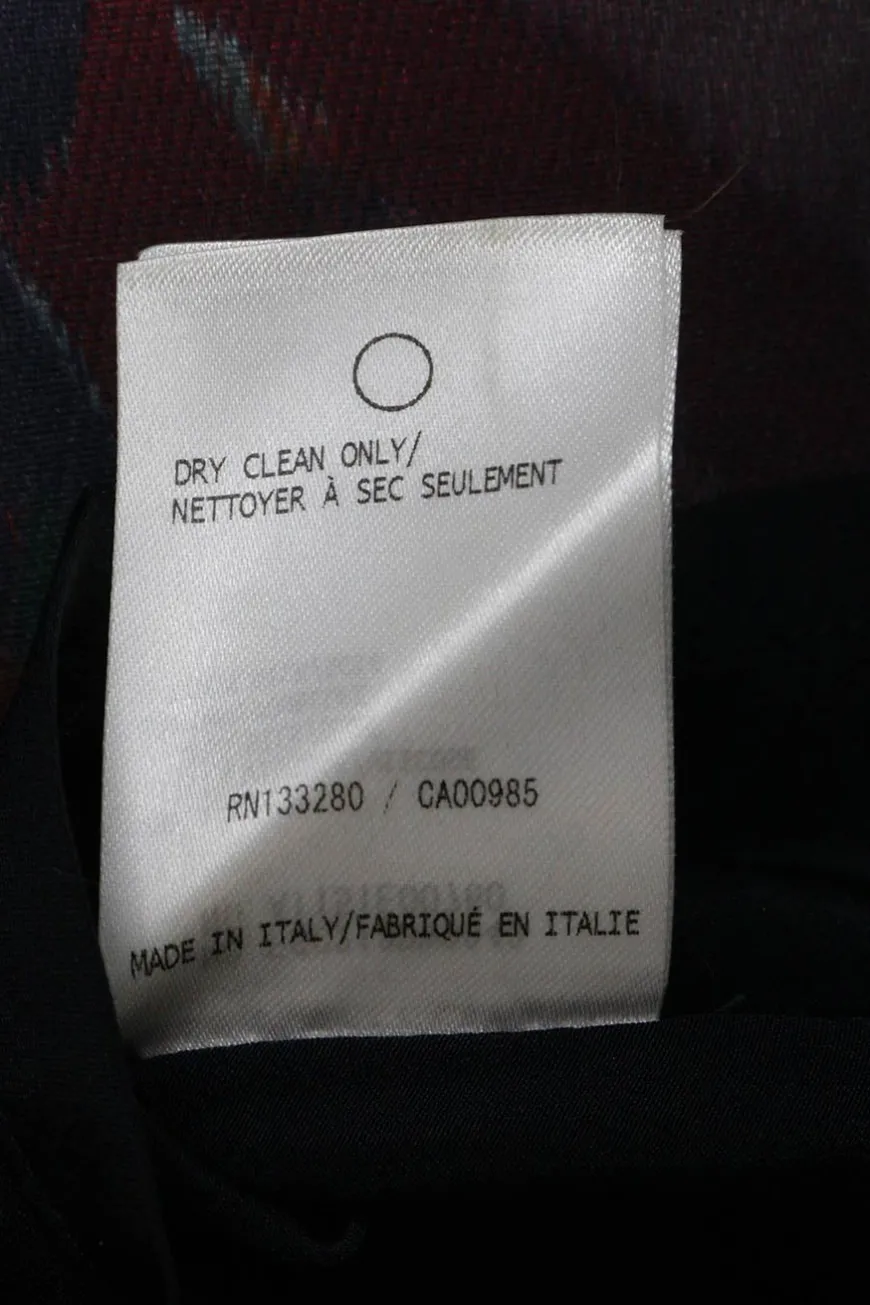 DRY CLEAN ONLY/
NETTOYER À SEC SEULEMENT
RN133280 / CA00985
MADE IN ITALY/FABRIQUÉ EN ITALIE